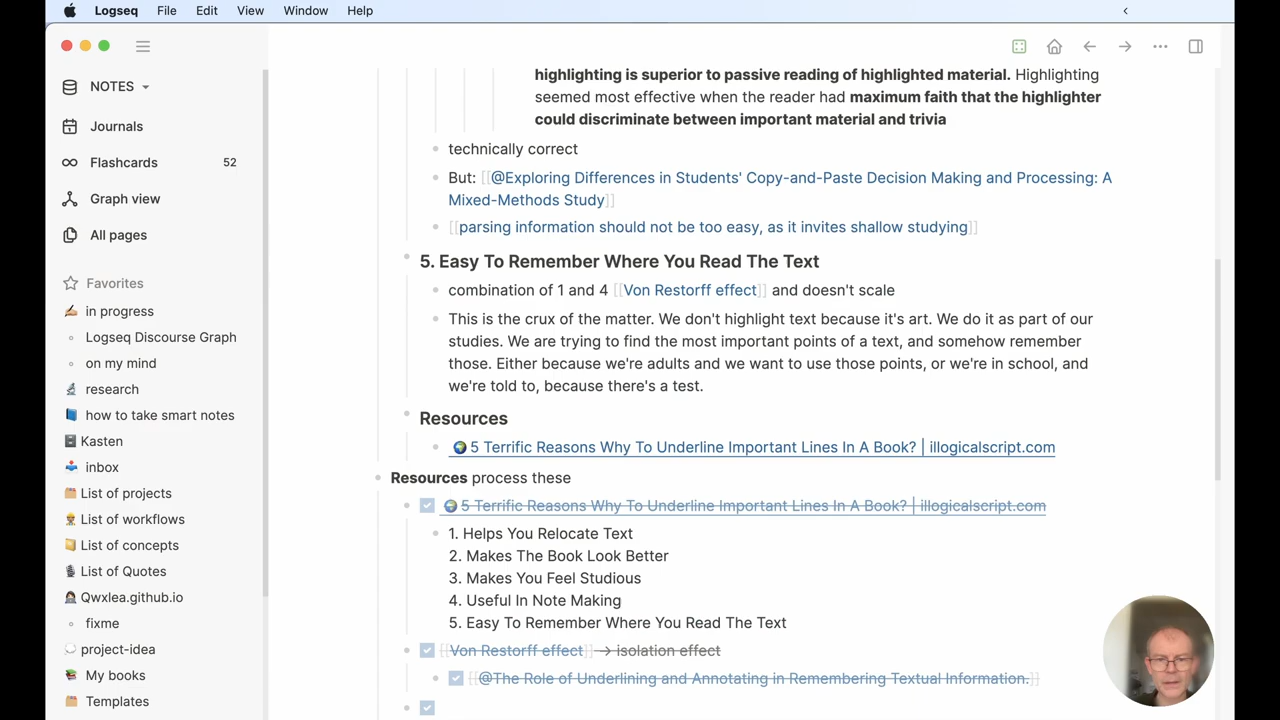 Logseq File Edit View Window Help
NOTES
Journals
Flashcards 52
Graph view
All pages
Favorites
in progress
Logseq Discourse Graph
on my mind
research
how to take smart notes
Kasten
inbox
List of projects
List of workflows
List of concepts
List of Quotes
Qwxlea.github.io
fixme
project-idea
My books
Templates
highlighting is superior to passive reading of highlighted material. Highlighting
seemed most effective when the reader had maximum faith that the highlighter
could discriminate between important material and trivia
technically correct
But: [[@Exploring Differences in Students' Copy-and-Paste Decision Making and Processing: A
Mixed-Methods Study]]
[[parsing information should not be too easy, as it invites shallow studying]]
5. Easy To Remember Where You Read The Text
combination of 1 and 4 [[Von Restorff effect]] and doesn't scale
This is the crux of the matter. We don't highlight text because it's art. We do it as part of our
studies. We are trying to find the most important points of a text, and somehow remember
those. Either because we're adults and we want to use those points, or we're in school, and
we're told to, because there's a test.
Resources
5 Terrific Reasons Why To Underline Important Lines In A Book? | illogicalscript.com
Resources process these
5 Terrific Reasons Why To Underline Important Lines In A Book? | illogicalscript.com
1. Helps You Relocate Text
2. Makes The Book Look Better
3. Makes You Feel Studious
4. Useful In Note Making
5. Easy To Remember Where You Read The Text
[[Von Restorff effect]] → isolation effect
[[@The Role of Underlining and Annotating in Remembering Textual Information.]]